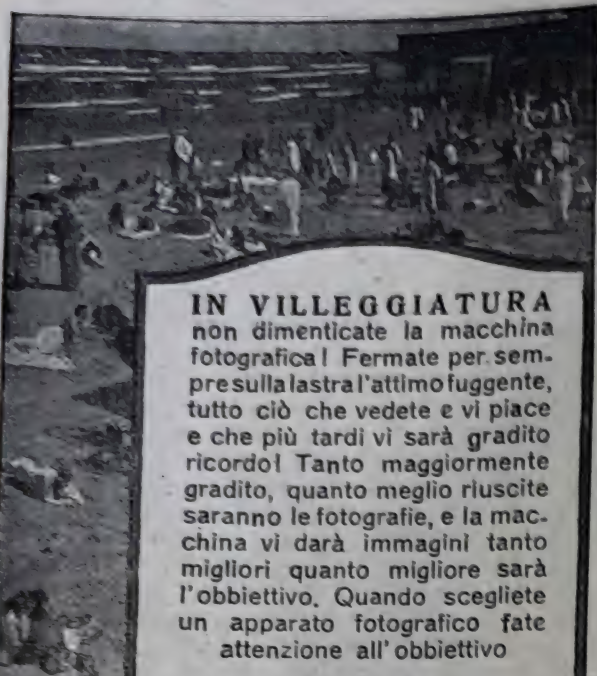 IN VILLEGGIATURA
non dimenticate la macchina
fotografica! Fermate per sem-
pre sulla lastra l'attimo fuggente,
tutto ciò che vedete e vi piace
e che più tardi vi sarà gradito
ricordo! Tanto maggiormente
gradito, quanto meglio riuscite
saranno le fotografie, e la mac-
china vi darà immagini tanto
migliori quanto migliore sarà
l'obbiettivo. Quando scegliete
un apparato fotografico fate
attenzione all'obbiettivo